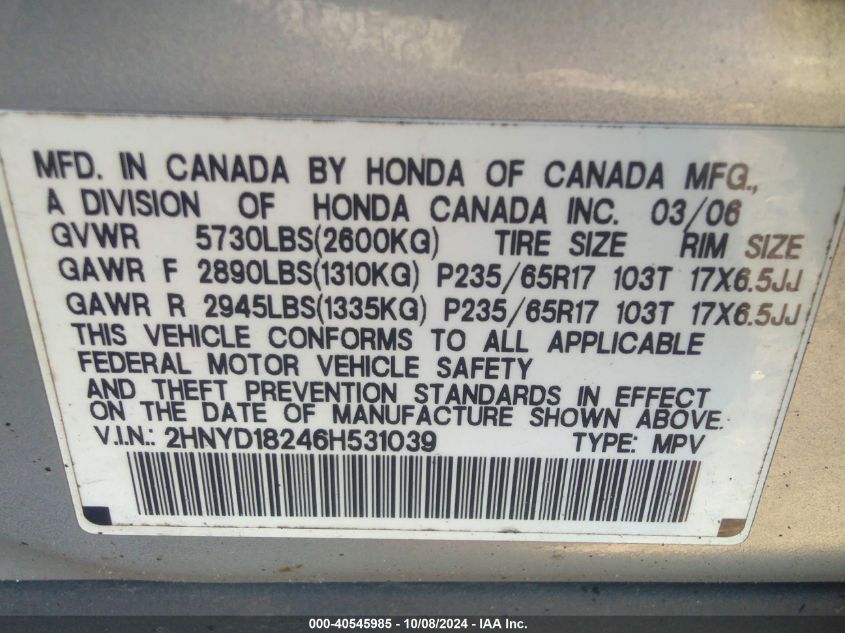 MFD. IN CANADA BY HONDA OF CANADA MFG.,
A DIVISION OF HONDA CANADA INC. 03/06
GVWR 5730LBS(2600KG) TIRE SIZE RIM SIZE
GAWR F 2890LBS(1310KG) P235/65R17 103T 17X6.5JJ
GAWR R 2945LBS(1335KG) P235/65R17 103T 17X6.5JJ
THIS VEHICLE CONFORMS TO ALL APPLICABLE
FEDERAL MOTOR VEHICLE SAFETY
AND THEFT PREVENTION STANDARDS IN EFFECT
ON THE DATE OF MANUFACTURE SHOWN ABOVE.
V.I.N.: 2HNYD18246H531039 TYPE: MPV
000-40545985 - 10/08/2024 - IAA Inc.